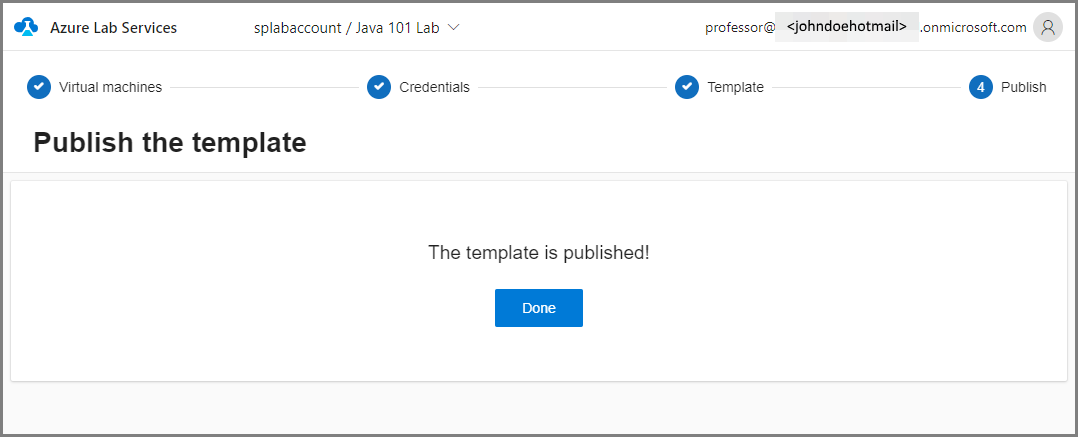 Azure Lab Services splabaccount / Java 101 Lab professor@ <johndoehotmail> .onmicrosoft.com
Virtual machines Credentials Template 4 Publish
Publish the template
The template is published!
Done